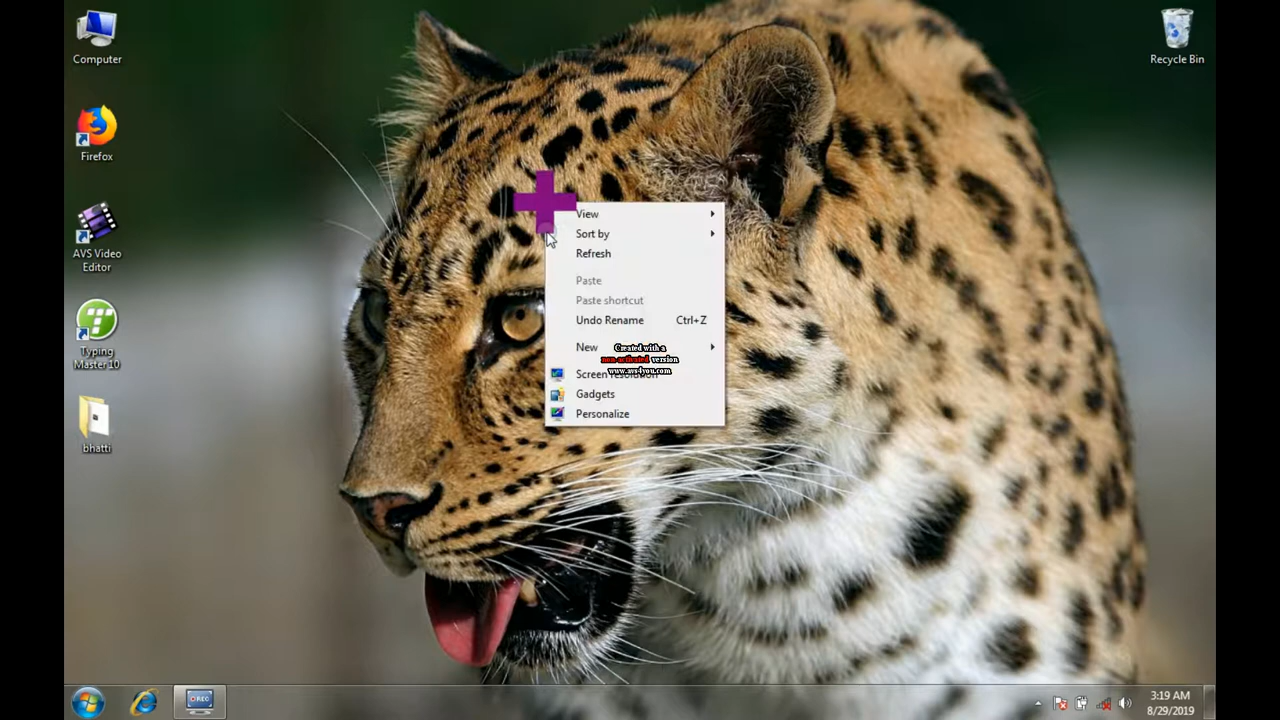 Computer
Recycle Bin
Firefox
AVS Video
Editor
Typing
Master 10
bhatti
View
Sort by
Refresh
Paste
Paste shortcut
Undo Rename Ctrl+Z
New
Created with a
non-activated version
www.avs4you.com
Screen resolution
Gadgets
Personalize
REC
3:19 AM
8/29/2019